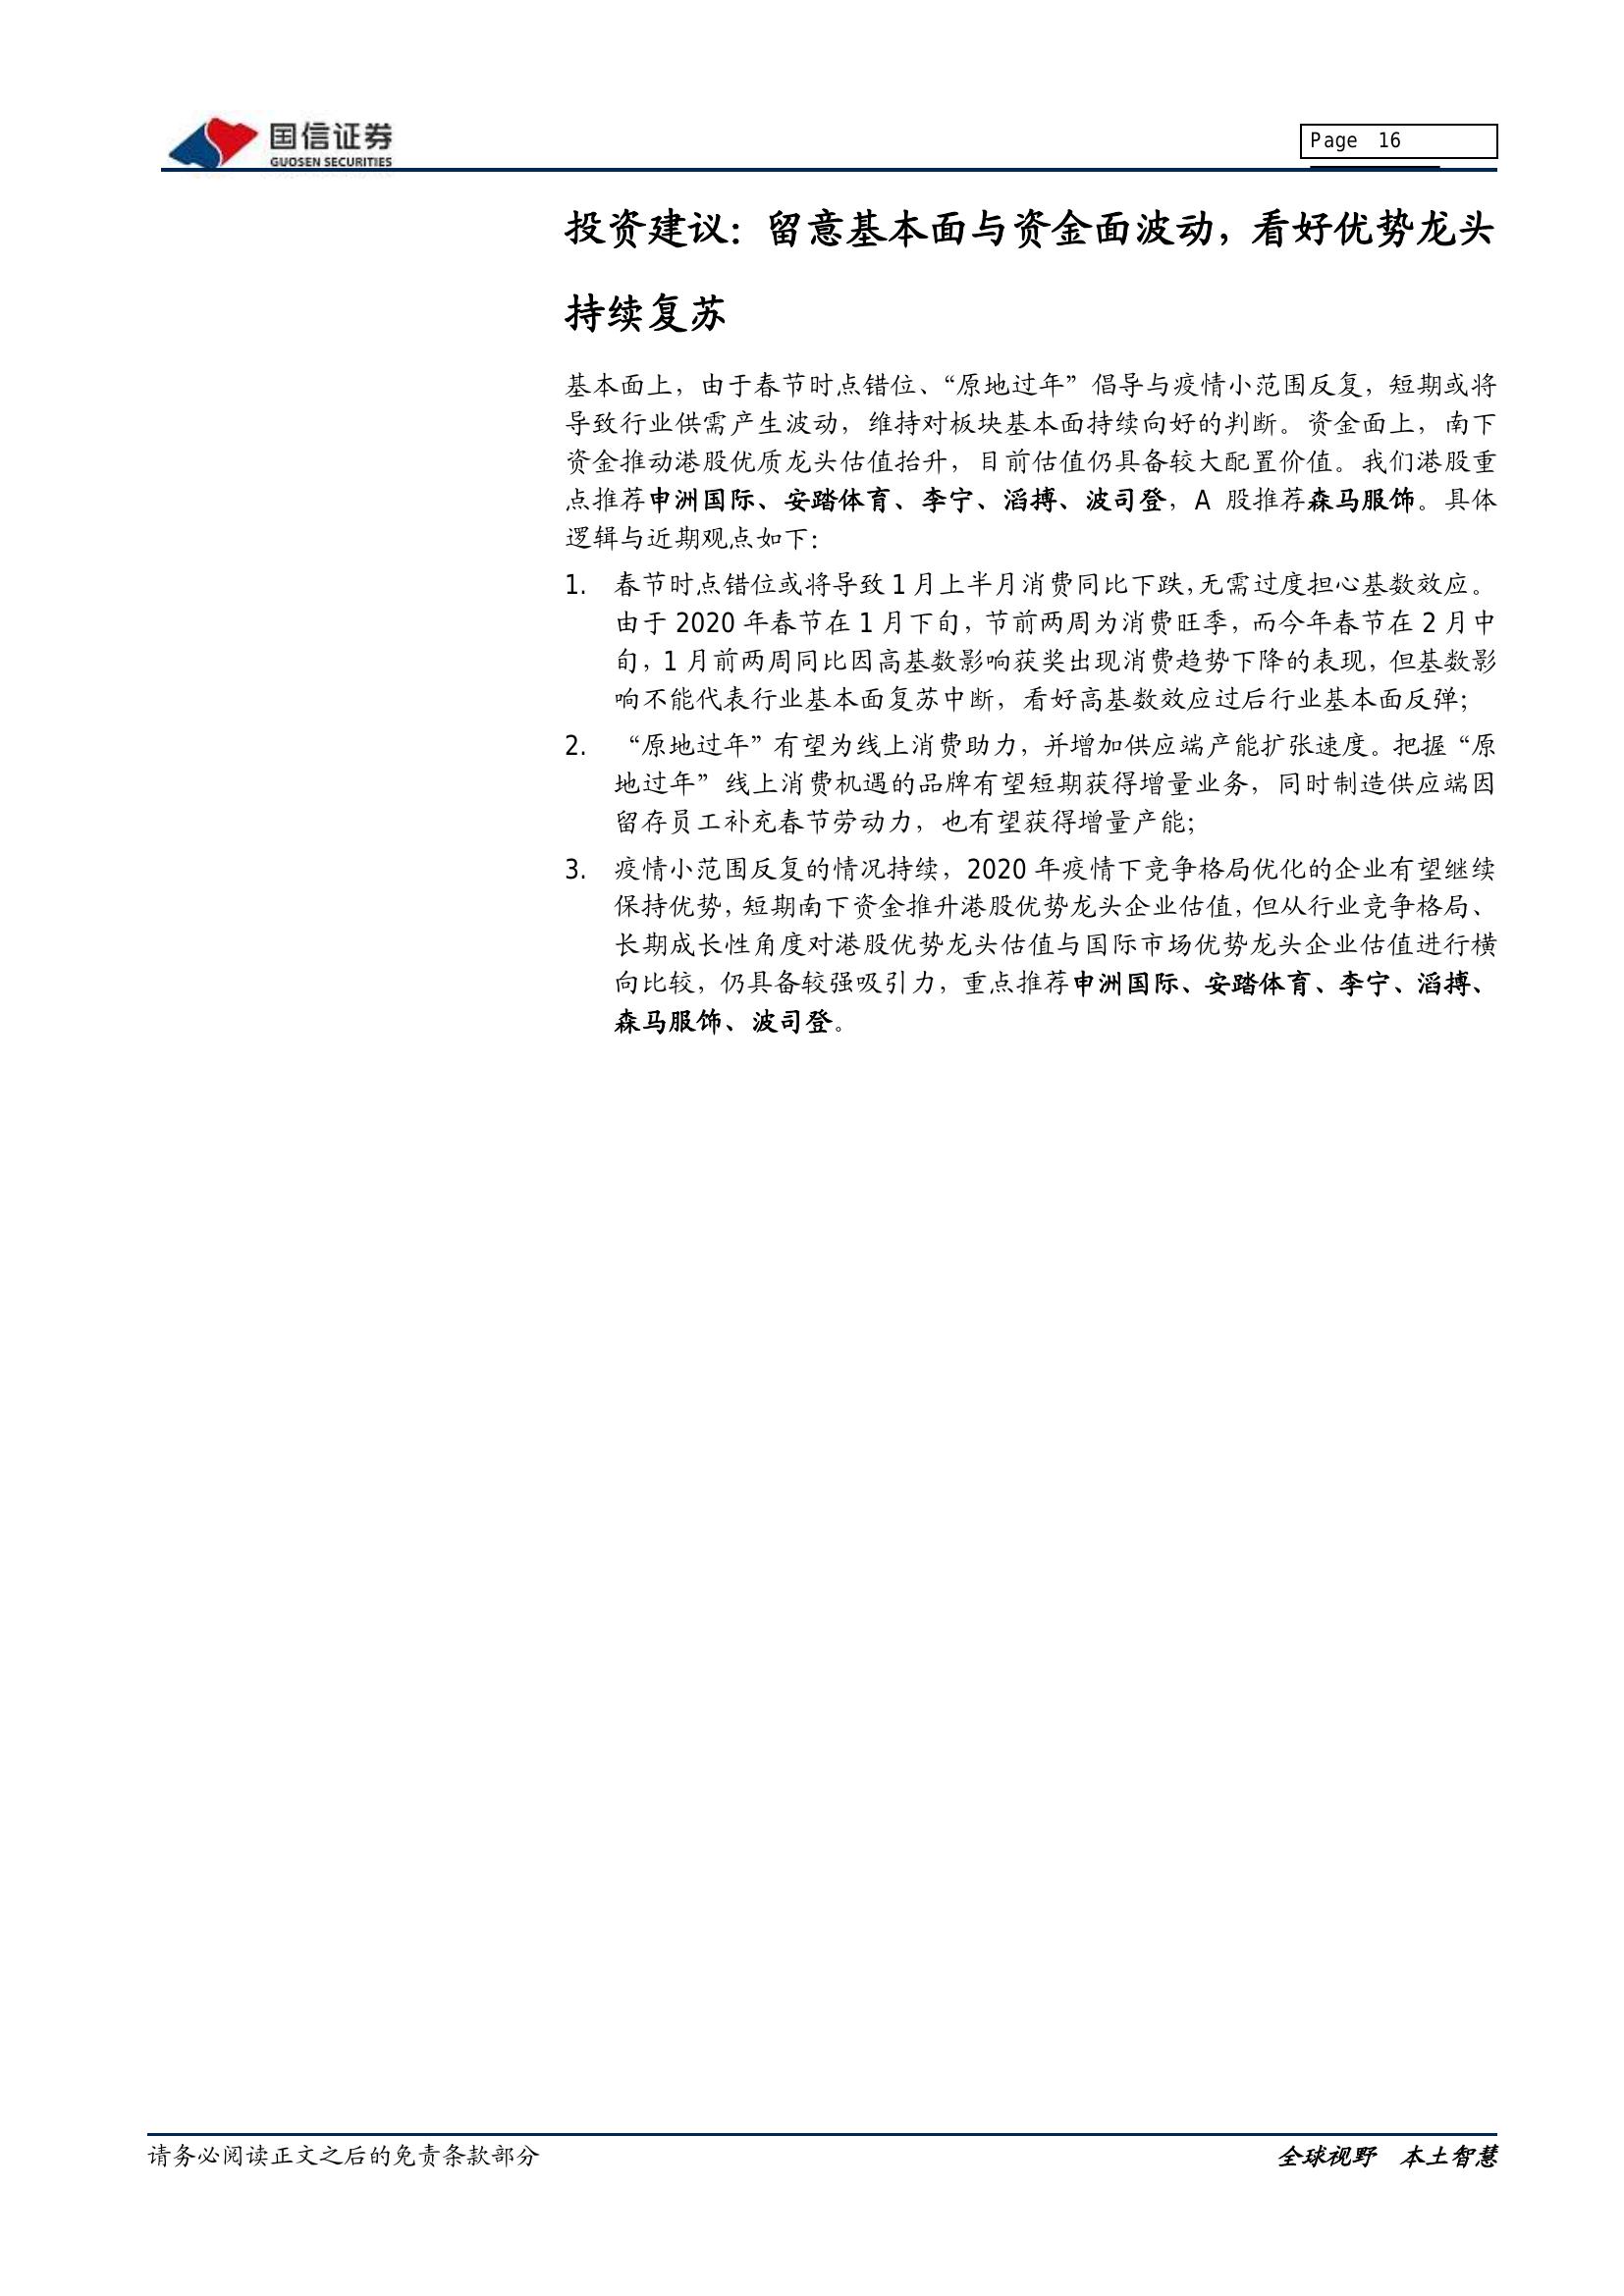 国信证券
GUOSEN SECURITIES
Page 16
投资建议：留意基本面与资金面波动，看好优势龙头
持续复苏
基本面上，由于春节时点错位、“原地过年”倡导与疫情小范围反复，短期或将
导致行业供需产生波动，维持对板块基本面持续向好的判断。资金面上，南下
资金推动港股优质龙头估值抬升，目前估值仍具备较大配置价值。我们港股重
点推荐申洲国际、安踏体育、李宁、滔搏、波司登，A 股推荐森马服饰。具体
逻辑与近期观点如下：
1. 春节时点错位或将导致 1 月上半月消费同比下跌，无需过度担心基数效应。
由于 2020 年春节在 1 月下旬，节前两周为消费旺季，而今年春节在 2 月中
旬，1 月前两周同比因高基数影响获奖出现消费趋势下降的表现，但基数影
响不能代表行业基本面复苏中断，看好高基数效应过后行业基本面反弹；
2. “原地过年”有望为线上消费助力，并增加供应端产能扩张速度。把握“原
地过年”线上消费机遇的品牌有望短期获得增量业务，同时制造供应端因
留存员工补充春节劳动力，也有望获得增量产能；
3. 疫情小范围反复的情况持续，2020 年疫情下竞争格局优化的企业有望继续
保持优势，短期南下资金推升港股优势龙头企业估值，但从行业竞争格局、
长期成长性角度对港股优势龙头估值与国际市场优势龙头企业估值进行横
向比较，仍具备较强吸引力，重点推荐申洲国际、安踏体育、李宁、滔搏、
森马服饰、波司登。
请务必阅读正文之后的免责条款部分
全球视野 本土智慧